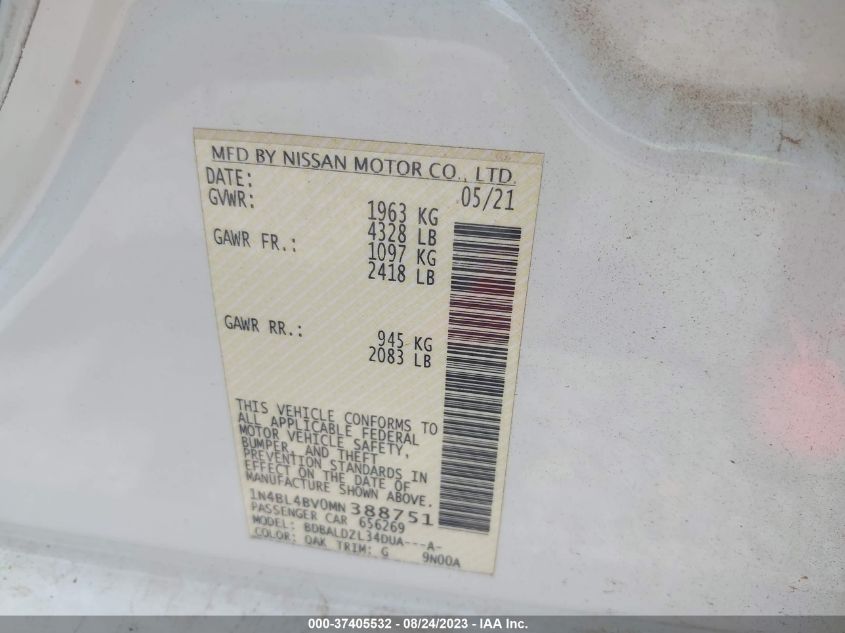 MFD BY NISSAN MOTOR CO., LTD.
DATE: 05/21
GVWR: 1963 KG
4328 LB
GAWR FR.: 1097 KG
2418 LB
GAWR RR.: 945 KG
2083 LB
THIS VEHICLE CONFORMS TO
ALL APPLICABLE FEDERAL
MOTOR VEHICLE SAFETY,
BUMPER, AND THEFT
PREVENTION STANDARDS IN
EFFECT ON THE DATE OF
MANUFACTURE SHOWN ABOVE.
1N4BL4BV0MN388751
PASSENGER CAR 656269
MODEL: BDBALDZL34DUA---A-
COLOR: QAK TRIM: G 9N00A
000-37405532 - 08/24/2023 - IAA Inc.